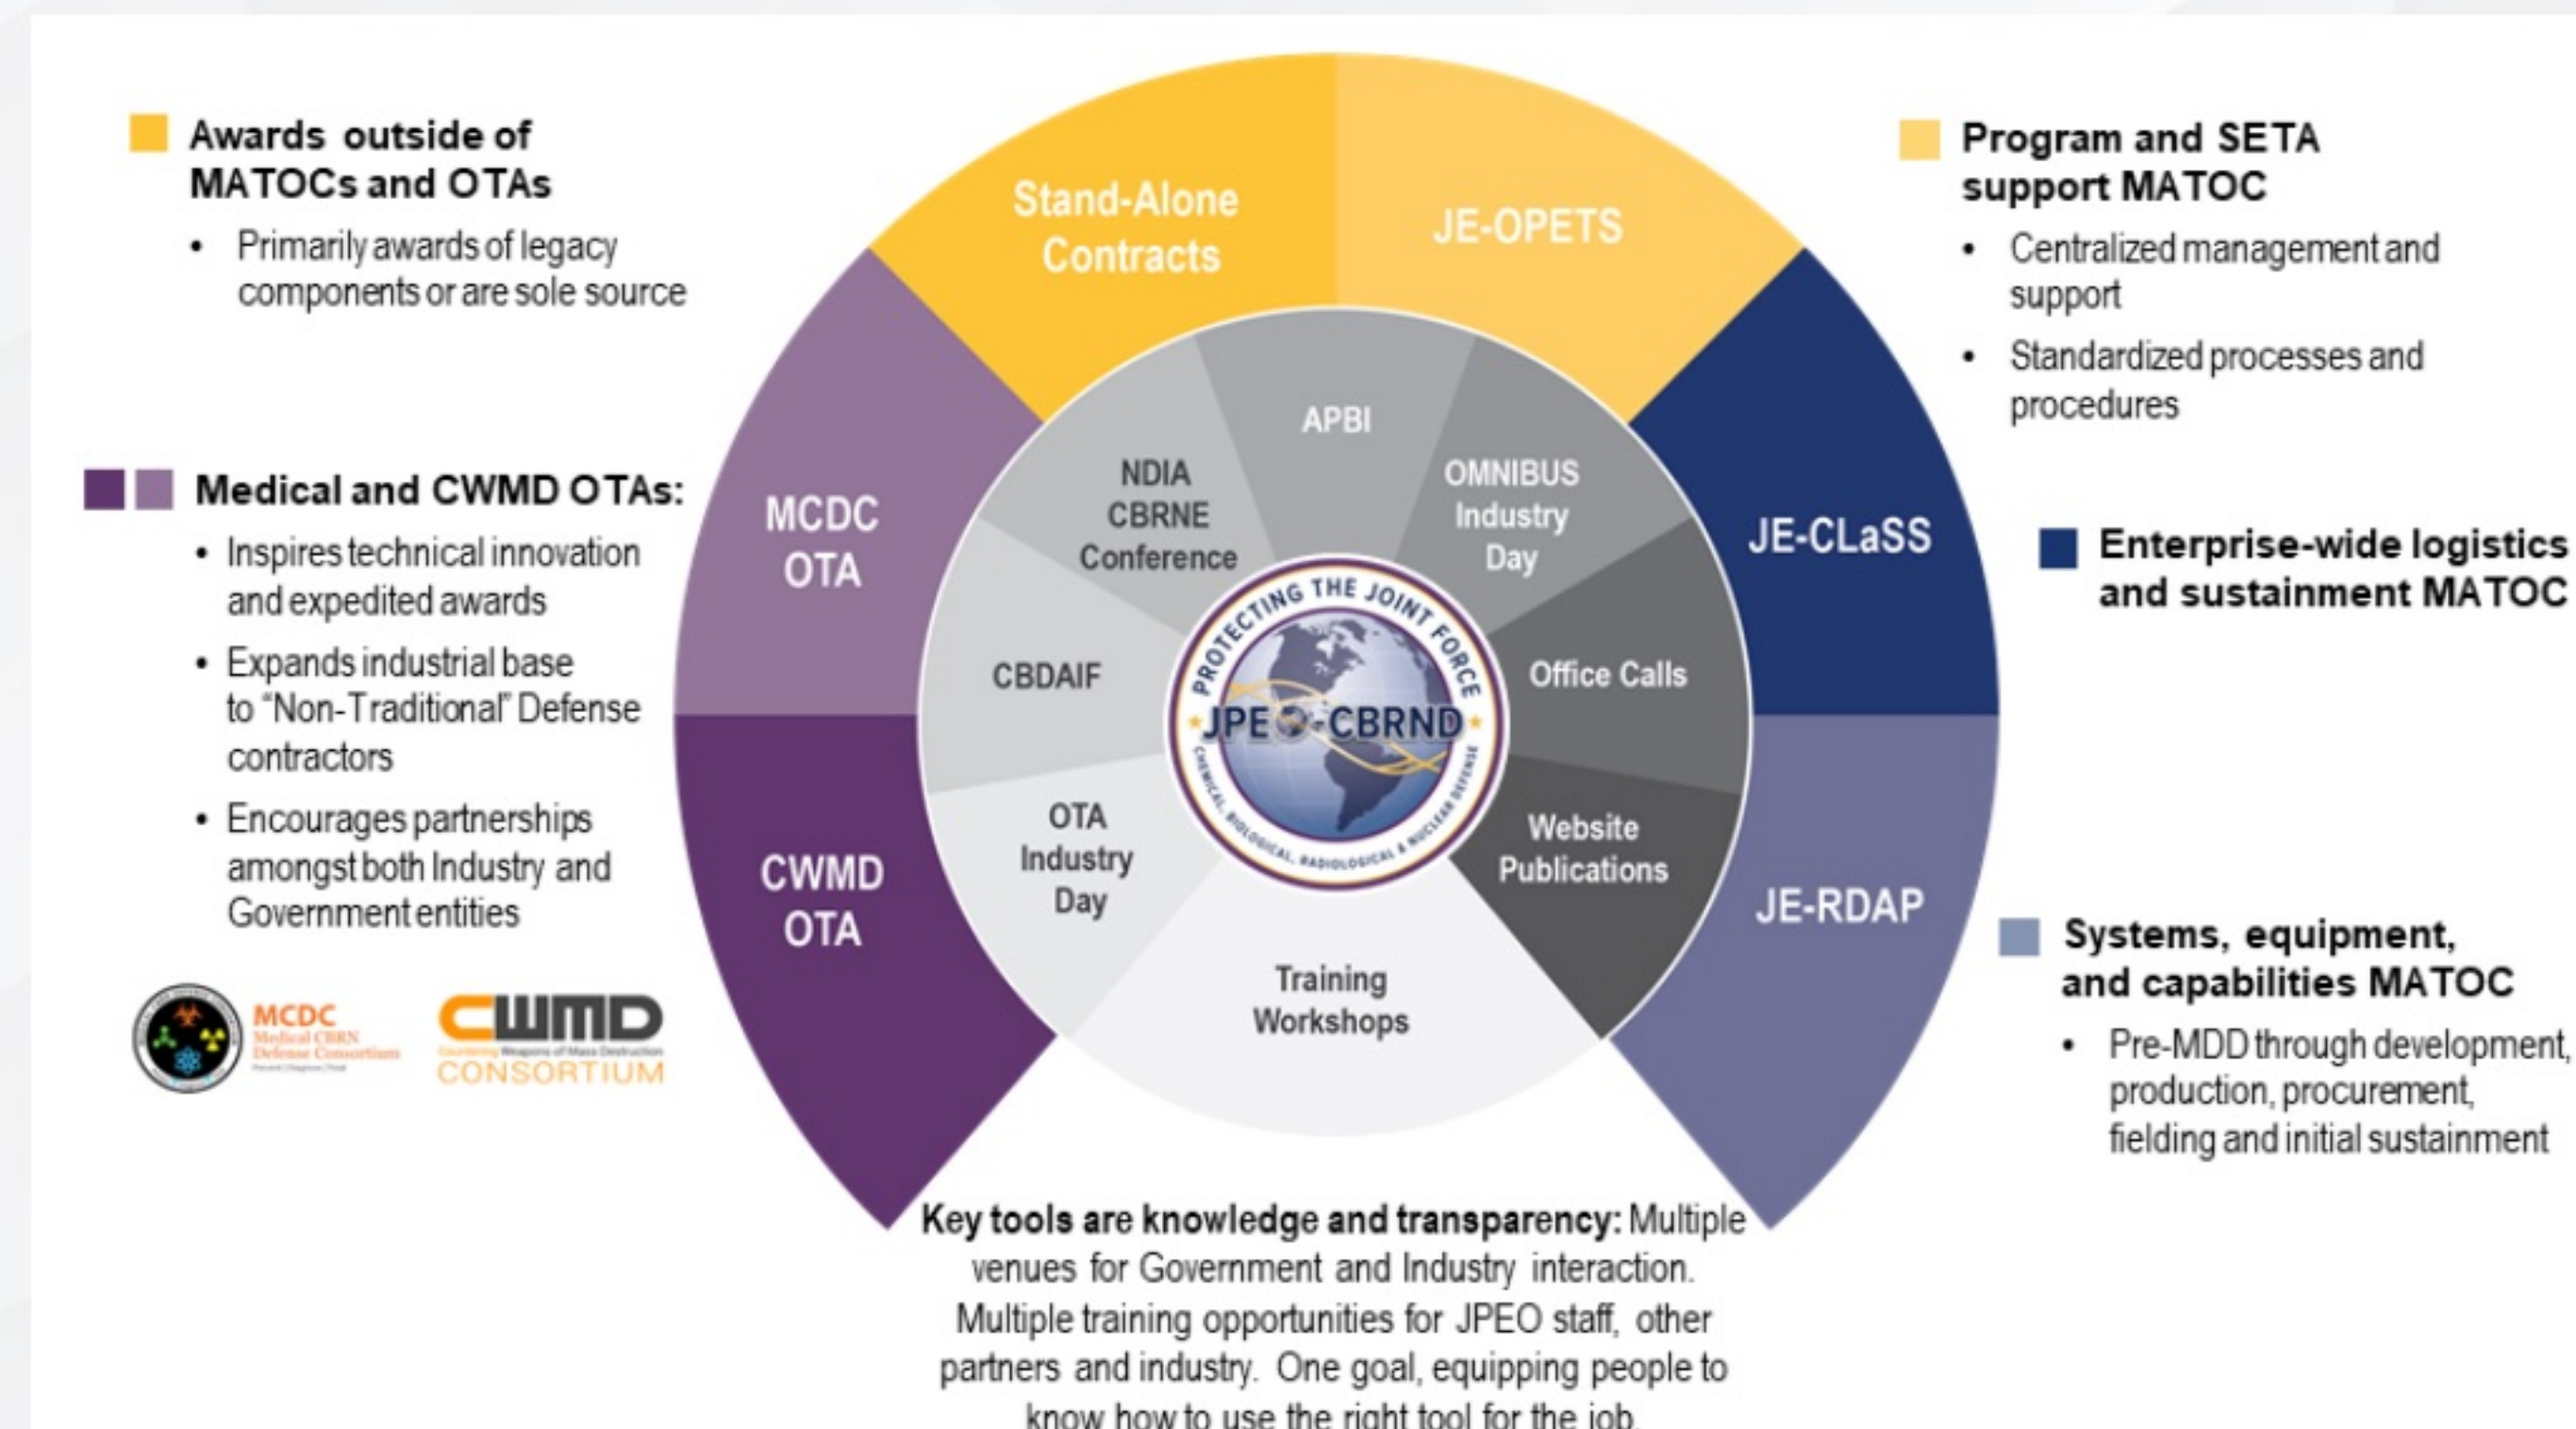 Awards outside of
MATOCs and OTAs
• Primarily awards of legacy
components or are sole source
Medical and CWMD OTAs:
• Inspires technical innovation
and expedited awards
• Expands industrial base
to “Non-Traditional” Defense
contractors
• Encourages partnerships
amongst both Industry and
Government entities
MCDC
Medical CBRN
Defense Consortium
CWMD
Countering Weapons of Mass Destruction
CONSORTIUM
Stand-Alone
Contracts
JE-OPETS
MCDC
OTA
JE-CLaSS
CWMD
OTA
JE-RDAP
APBI
NDIA
CBRNE
Conference
OMNIBUS
Industry
Day
CBDAIF
Office Calls
OTA
Industry
Day
Website
Publications
Training
Workshops
PROTECTING THE JOINT FORCE
JPEO-CBRND
CHEMICAL, BIOLOGICAL, RADIOLOGICAL & NUCLEAR DEFENSE
Program and SETA
support MATOC
• Centralized management and
support
• Standardized processes and
procedures
Enterprise-wide logistics
and sustainment MATOC
Systems, equipment,
and capabilities MATOC
• Pre-MDD through development,
production, procurement,
fielding and initial sustainment
Key tools are knowledge and transparency: Multiple
venues for Government and Industry interaction.
Multiple training opportunities for JPEO staff, other
partners and industry. One goal, equipping people to
know how to use the right tool for the job.